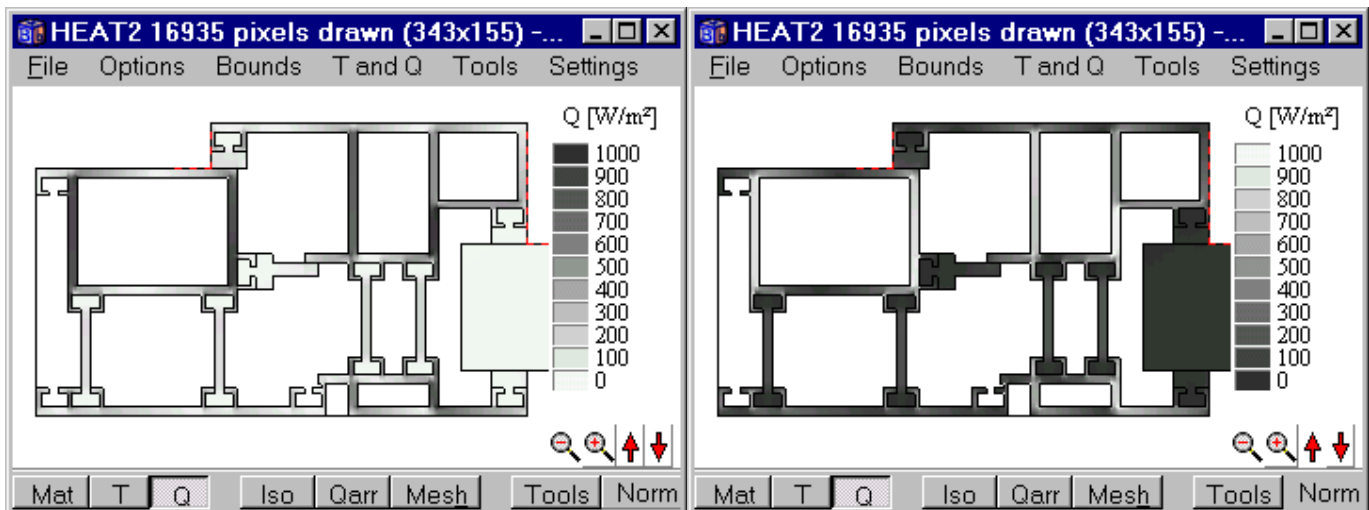 HEAT2 16935 pixels drawn (343x155) -...
File Options Bounds T and Q Tools Settings
Q [W/m²]
1000
900
800
700
600
500
400
300
200
100
0
Mat T Q Iso Qarr Mesh Tools Norm
HEAT2 16935 pixels drawn (343x155) -...
File Options Bounds T and Q Tools Settings
Q [W/m²]
1000
900
800
700
600
500
400
300
200
100
0
Mat T Q Iso Qarr Mesh Tools Norm